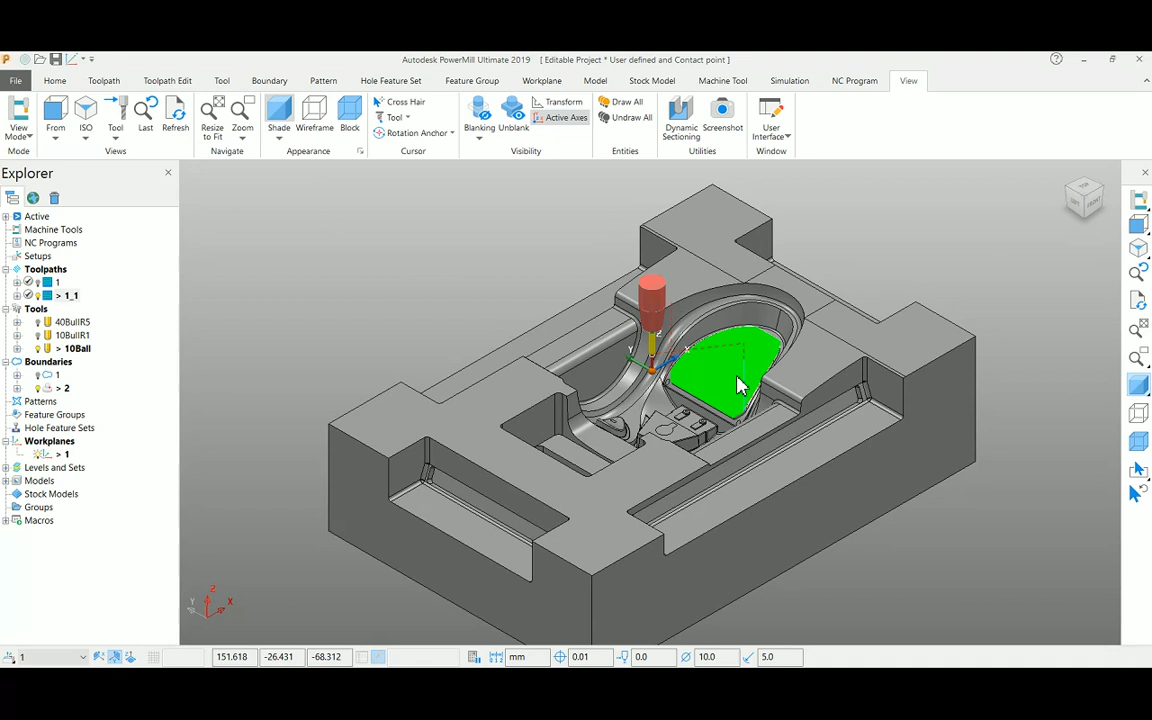 Autodesk PowerMill Ultimate 2019 [ Editable Project * User defined and Contact point ]
File Home Toolpath Toolpath Edit Tool Boundary Pattern Hole Feature Set Feature Group Workplane Model Stock Model Machine Tool Simulation NC Program View
View Mode From ISO Tool Last Refresh Resize to Fit Zoom Shade Wireframe Block Cross Hair Tool Rotation Anchor Blanking Unblank Transform Active Axes Draw All Undraw All Dynamic Sectioning Screenshot User Interface
Mode Views Navigate Appearance Cursor Visibility Entities Utilities Window
Explorer
Active
Machine Tools
NC Programs
Setups
Toolpaths
1
> 1_1
Tools
40BullR5
10BullR1
> 10Ball
Boundaries
1
> 2
Patterns
Feature Groups
Hole Feature Sets
Workplanes
> 1
Levels and Sets
Models
Stock Models
Groups
Macros
TOP
LEFT
FRONT
Z
Y
X
Z
Y
X
1 151.618 -26.431 -68.312 mm 0.01 0.0 10.0 5.0